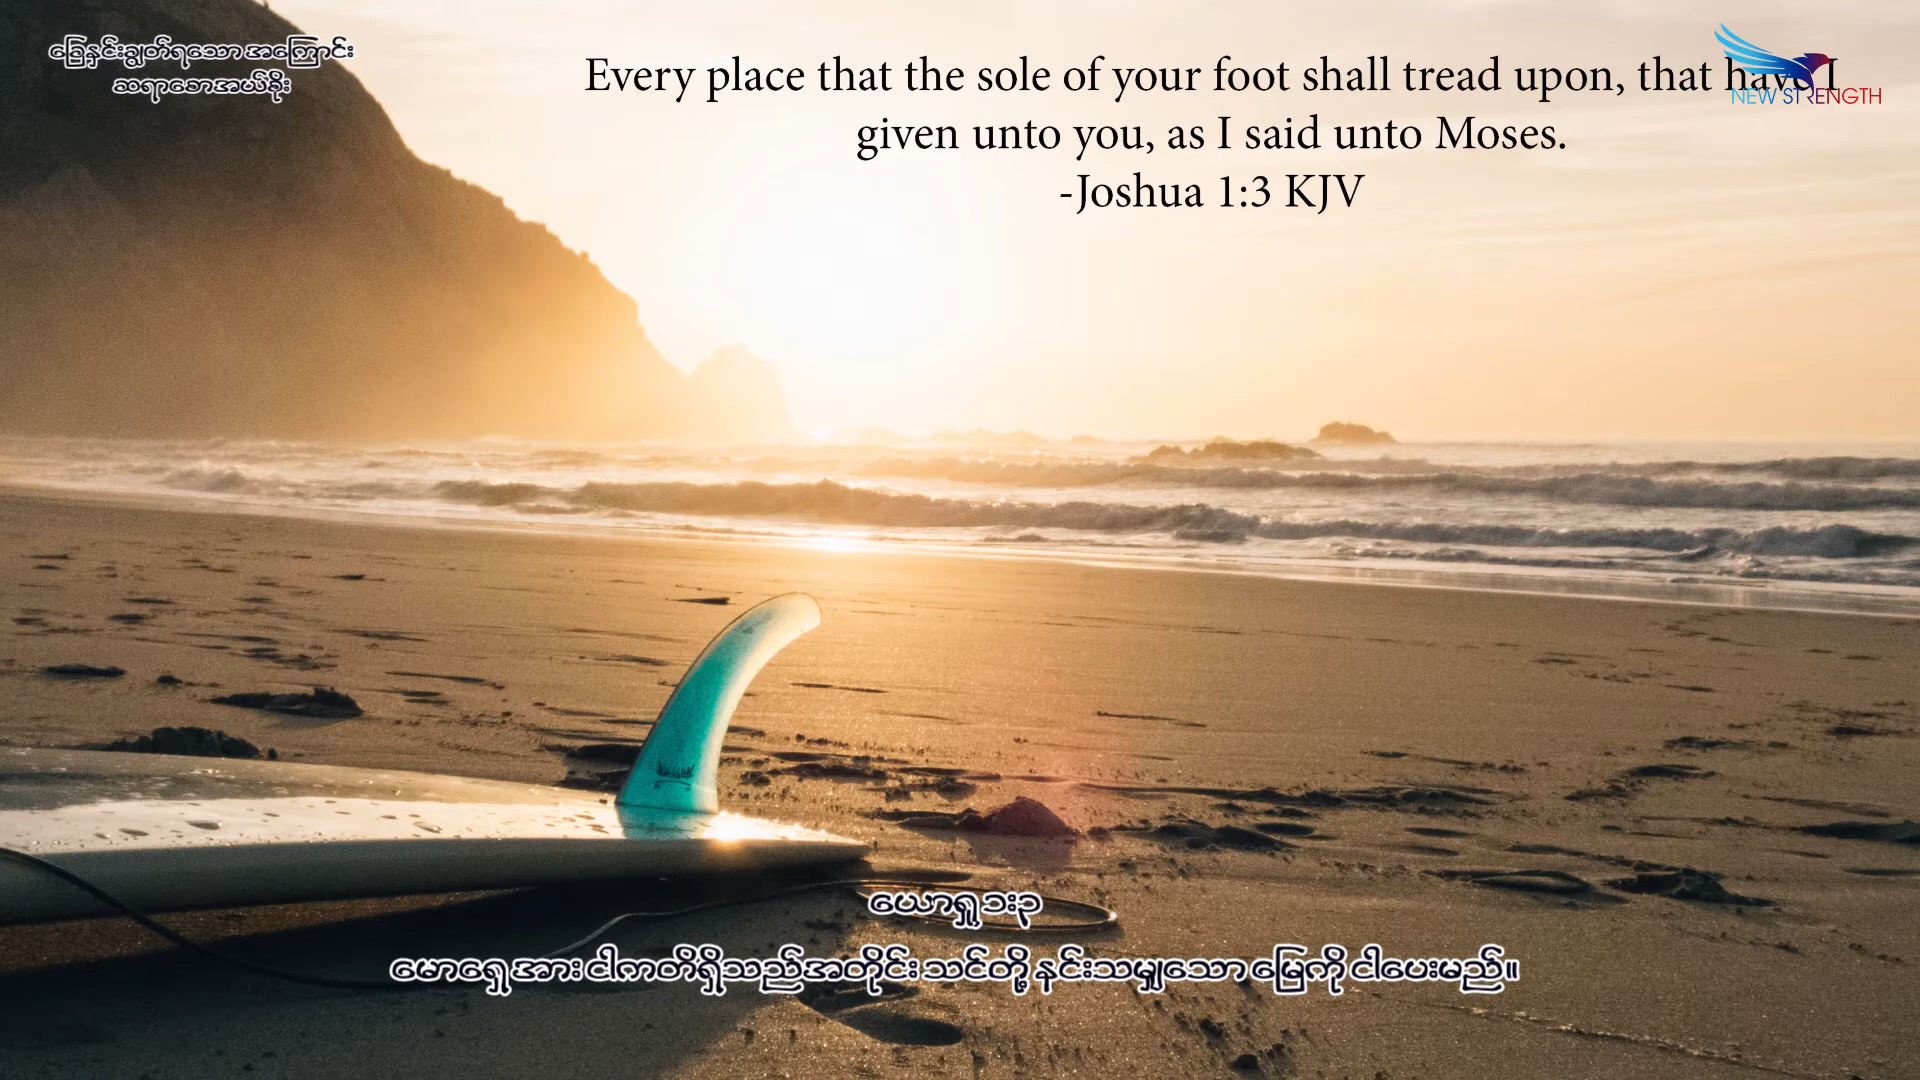 ခြေနင်းချွတ်ရသော အကြောင်း
ဆရာစောအယ်ခိုး
Every place that the sole of your foot shall tread upon, that have I
given unto you, as I said unto Moses.
-Joshua 1:3 KJV
NEW STRENGTH
ယောရှု ၁း၃
မောရှေအား ငါကတိရှိသည်အတိုင်း သင်တို့ နင်းသမျှသော မြေကို ငါပေးမည်။